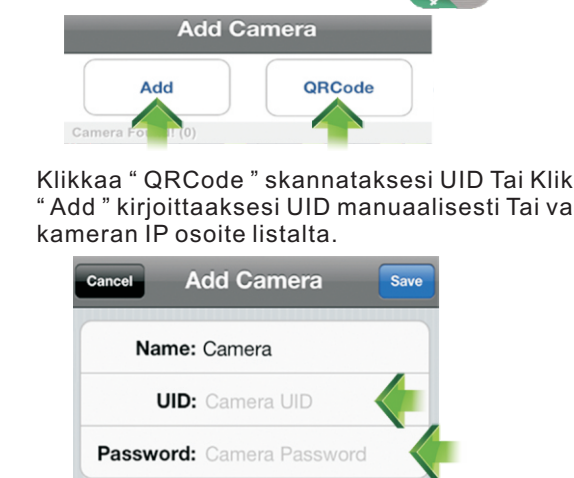 Add Camera
Add QRCode
Camera Fo (0)
Klikkaa “ QRCode ” skannataksesi UID Tai Klik
“ Add ” kirjoittaaksesi UID manuaalisesti Tai va
kameran IP osoite listalta.
Cancel Add Camera Save
Name: Camera
UID: Camera UID
Password: Camera Password